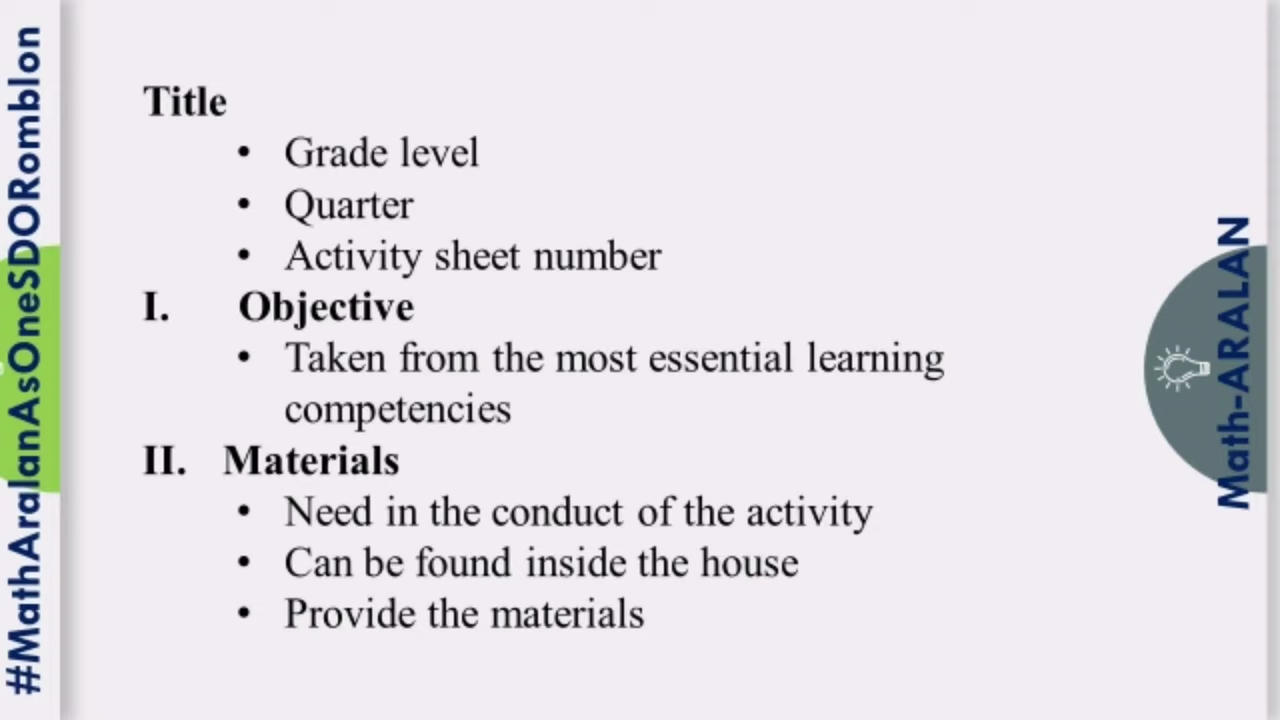 #MathAralanAsOneSDORomblon
Title
• Grade level
• Quarter
• Activity sheet number
I. Objective
• Taken from the most essential learning
competencies
II. Materials
• Need in the conduct of the activity
• Can be found inside the house
• Provide the materials
Math-ARALAN